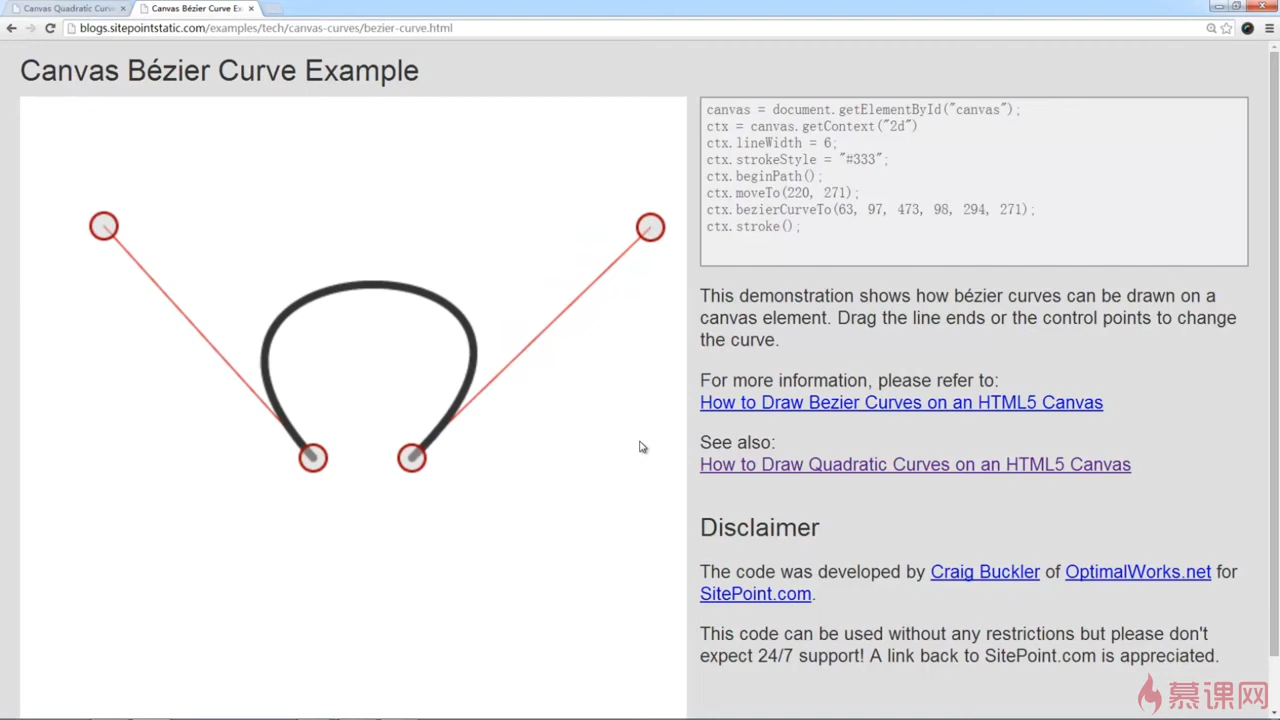 Canvas Quadratic Curv
Canvas Bézier Curve Ex
blogs.sitepointstatic.com/examples/tech/canvas-curves/bezier-curve.html
Canvas Bézier Curve Example
canvas = document.getElementById("canvas");
ctx = canvas.getContext("2d")
ctx.lineWidth = 6;
ctx.strokeStyle = "#333";
ctx.beginPath();
ctx.moveTo(220, 271);
ctx.bezierCurveTo(63, 97, 473, 98, 294, 271);
ctx.stroke();
This demonstration shows how bézier curves can be drawn on a
canvas element. Drag the line ends or the control points to change
the curve.
For more information, please refer to:
How to Draw Bezier Curves on an HTML5 Canvas
See also:
How to Draw Quadratic Curves on an HTML5 Canvas
Disclaimer
The code was developed by Craig Buckler of OptimalWorks.net for
SitePoint.com.
This code can be used without any restrictions but please don't
expect 24/7 support! A link back to SitePoint.com is appreciated.
慕课网